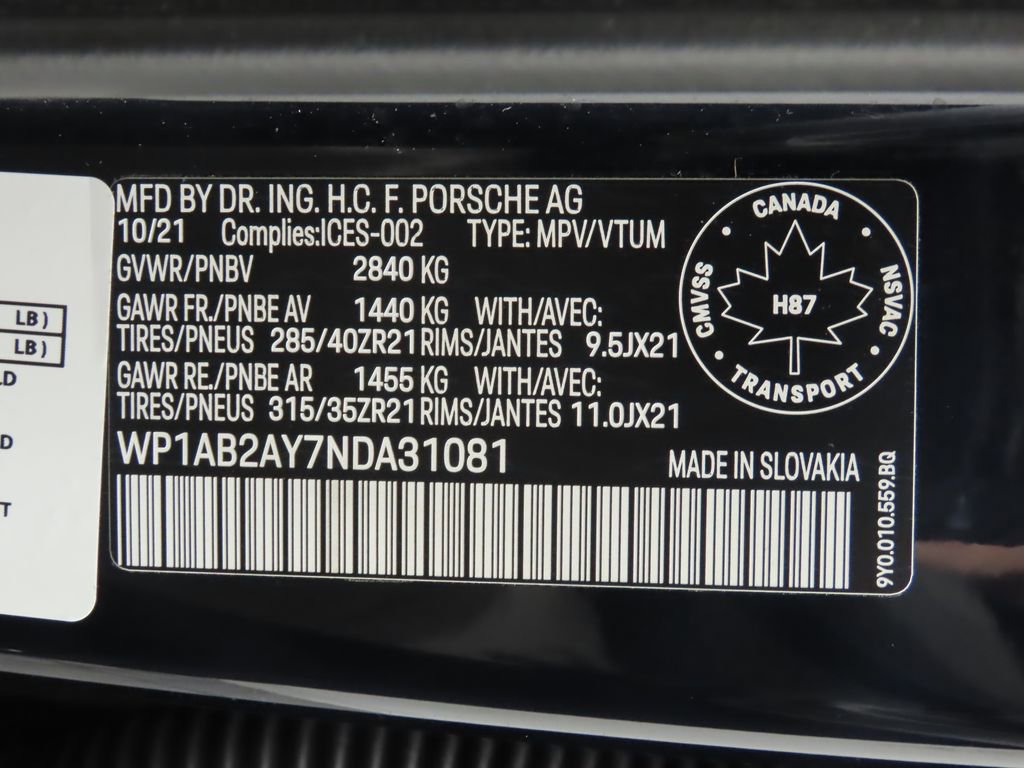 MFD BY DR. ING. H.C. F. PORSCHE AG
10/21 Complies:ICES-002 TYPE: MPV/VTUM
GVWR/PNBV 2840 KG
GAWR FR./PNBE AV 1440 KG WITH/AVEC:
TIRES/PNEUS 285/40ZR21 RIMS/JANTES 9.5JX21
GAWR RE./PNBE AR 1455 KG WITH/AVEC:
TIRES/PNEUS 315/35ZR21 RIMS/JANTES 11.0JX21
WP1AB2AY7NDA31081
MADE IN SLOVAKIA
9Y0.010.559.BQ
CANADA
CMVSS
NSVAC
H87
TRANSPORT
LB)
LB)
D
T